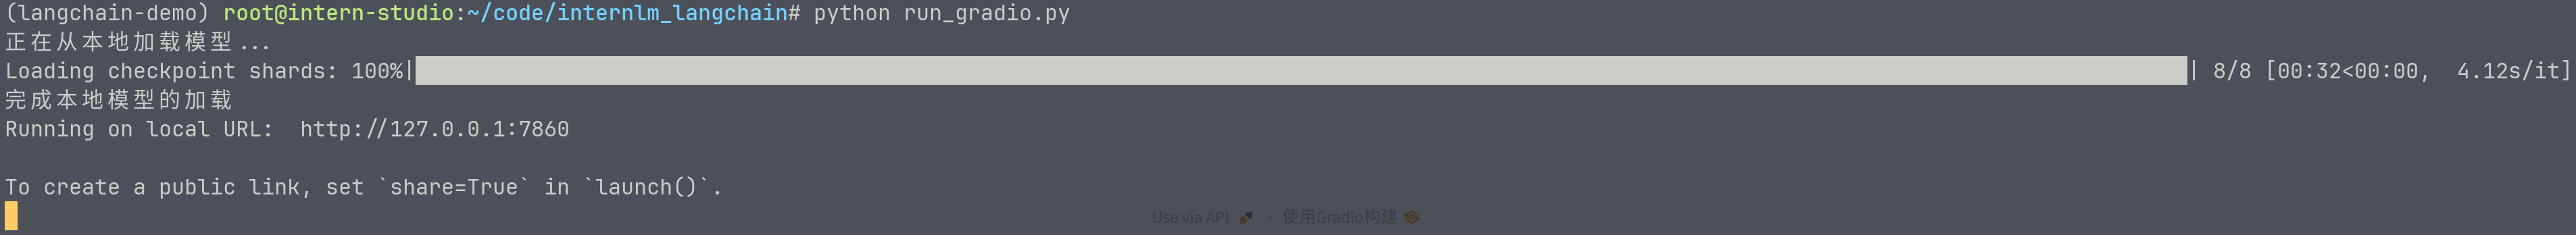 (langchain-demo) root@intern-studio:~/code/internlm_langchain# python run_gradio.py
正在从本地加载模型...
Loading checkpoint shards: 100%| | 8/8 [00:32<00:00,  4.12s/it]
完成本地模型的加载
Running on local URL:  http://127.0.0.1:7860
To create a public link, set `share=True` in `launch()`.
Use via API 🚀 · 使用Gradio构建